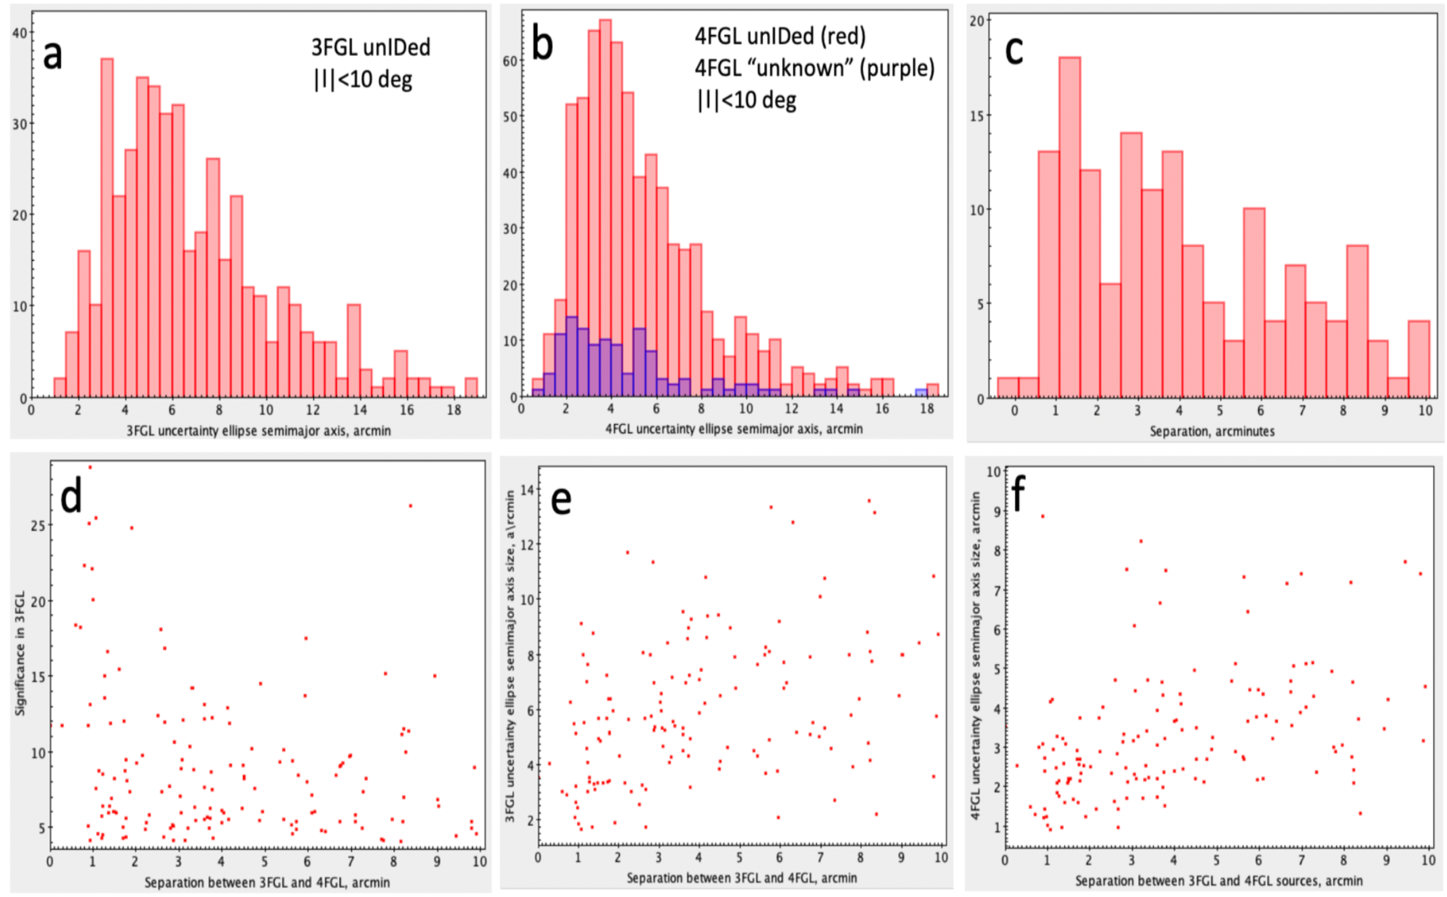 a
3FGL unIDed
|l|<10 deg
40
30
20
10
0
0 2 4 6 8 10 12 14 16 18
3FGL uncertainty ellipse semimajor axis, arcmin
b
4FGL unIDed (red)
4FGL “unknown” (purple)
|l|<10 deg
60
50
40
30
20
10
0
0 2 4 6 8 10 12 14 16 18
4FGL uncertainty ellipse semimajor axis, arcmin
c
20
15
10
5
0
0 1 2 3 4 5 6 7 8 9 10
Separation, arcminutes
d
Significance in 3FGL
25
20
15
10
5
0 1 2 3 4 5 6 7 8 9 10
Separation between 3FGL and 4FGL, arcmin
e
3FGL uncertainty ellipse semimajor axis size, a\rcmin
14
12
10
8
6
4
2
0 1 2 3 4 5 6 7 8 9 10
Separation between 3FGL and 4FGL, arcmin
f
4FGL uncertainty ellipse semimajor axis size, arcmin
10
9
8
7
6
5
4
3
2
1
0 1 2 3 4 5 6 7 8 9 10
Separation between 3FGL and 4FGL sources, arcmin